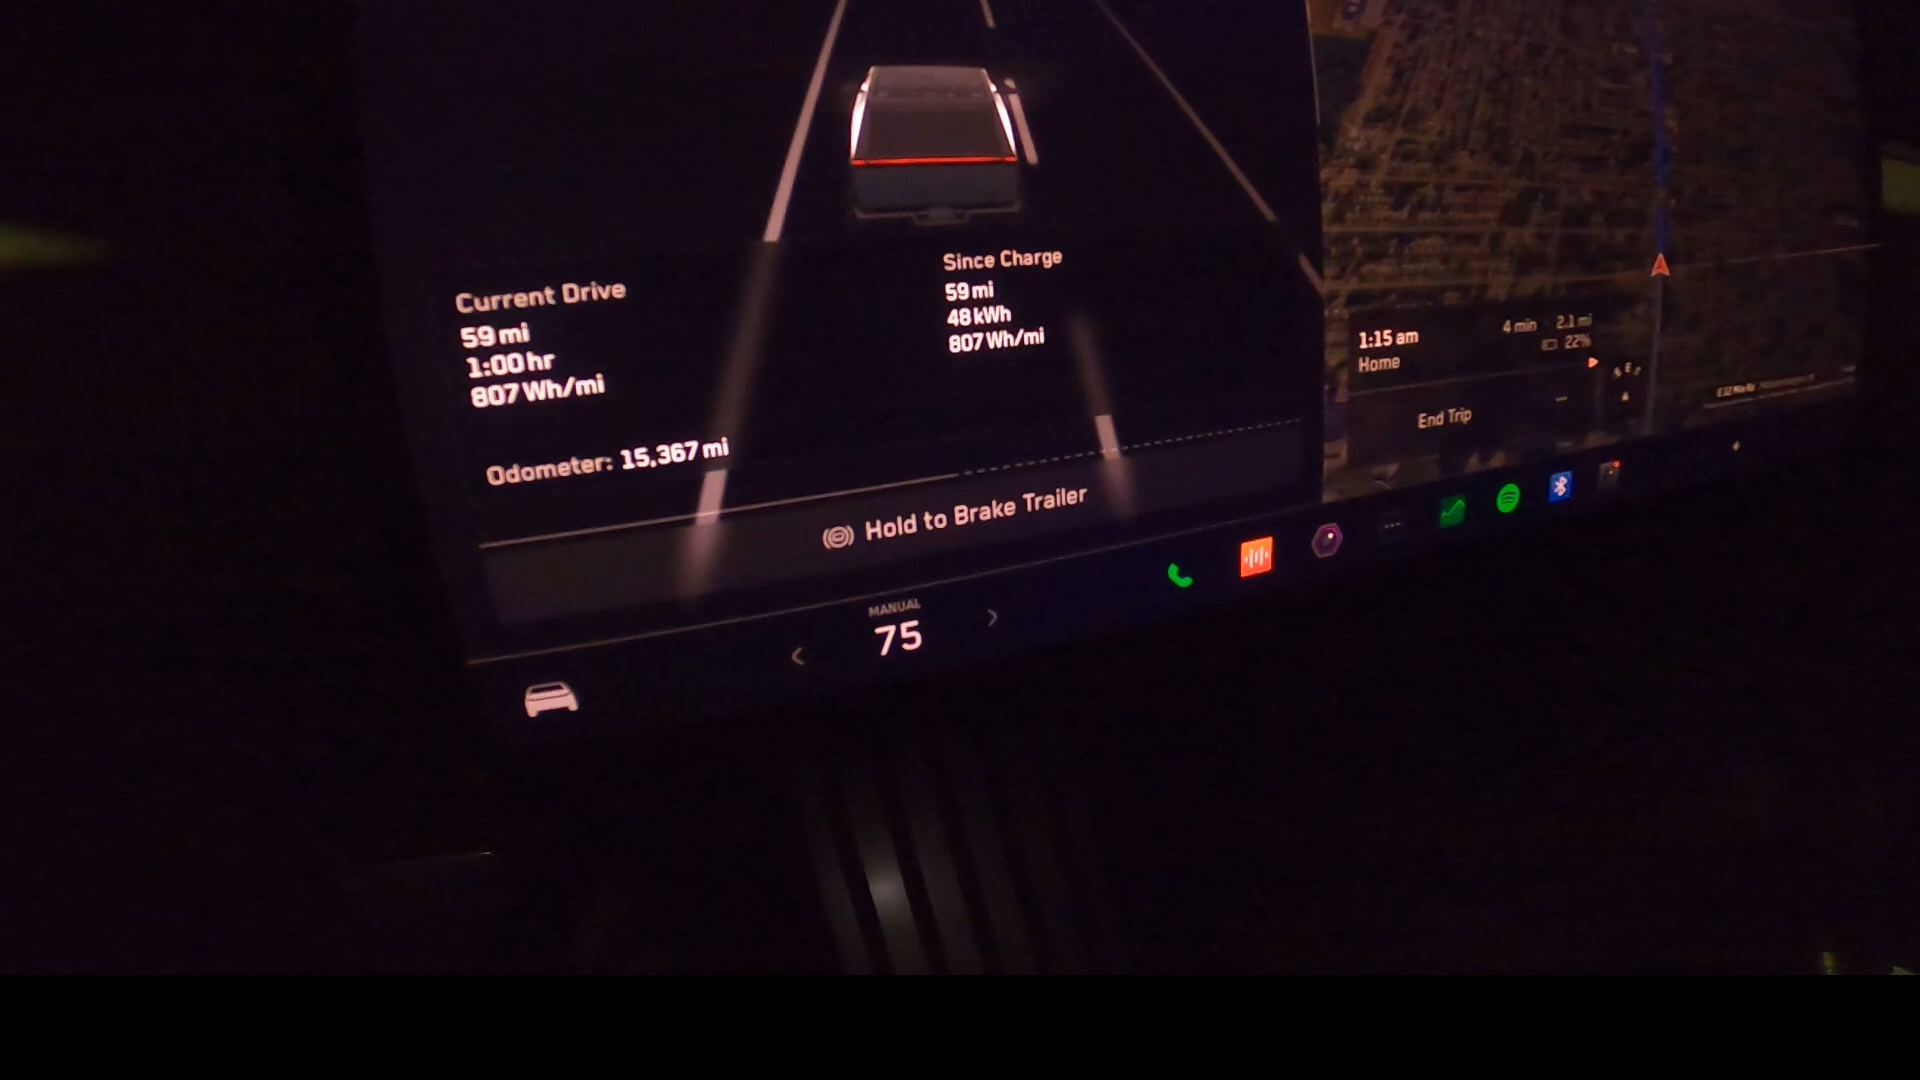 Current Drive
59 mi
1:00 hr
807 Wh/mi
Since Charge
59 mi
48 kWh
807 Wh/mi
Odometer: 15,367 mi
Hold to Brake Trailer
MANUAL
75
1:15 am
4 min · 2.1 mi
22%
Home
End Trip